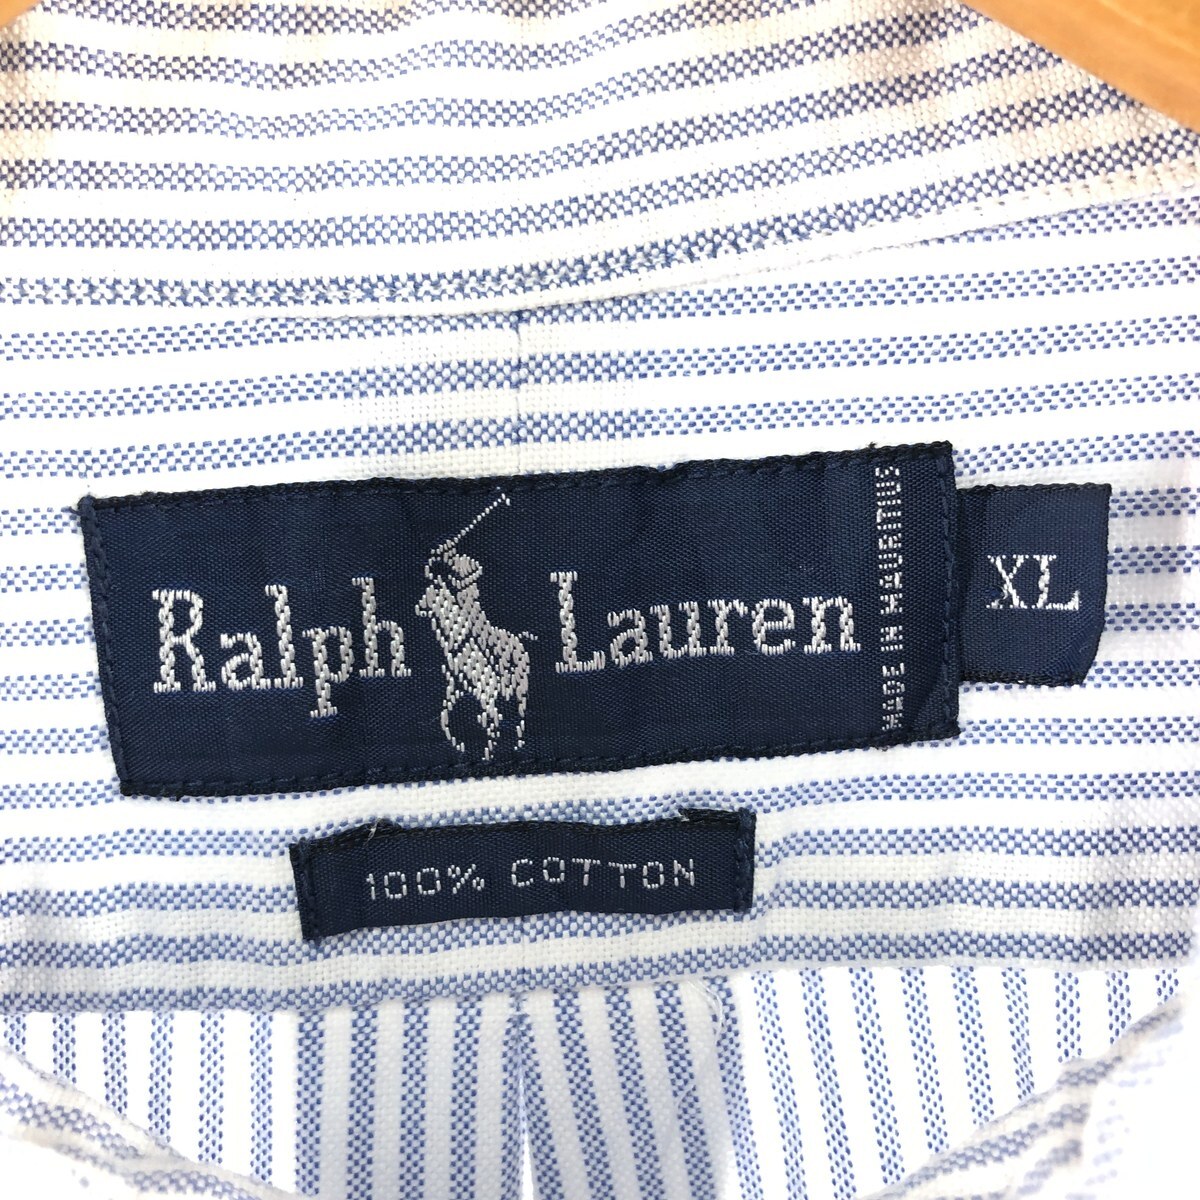 Ralph Lauren
MADE IN MAURITIUS
XL
100% COTTON